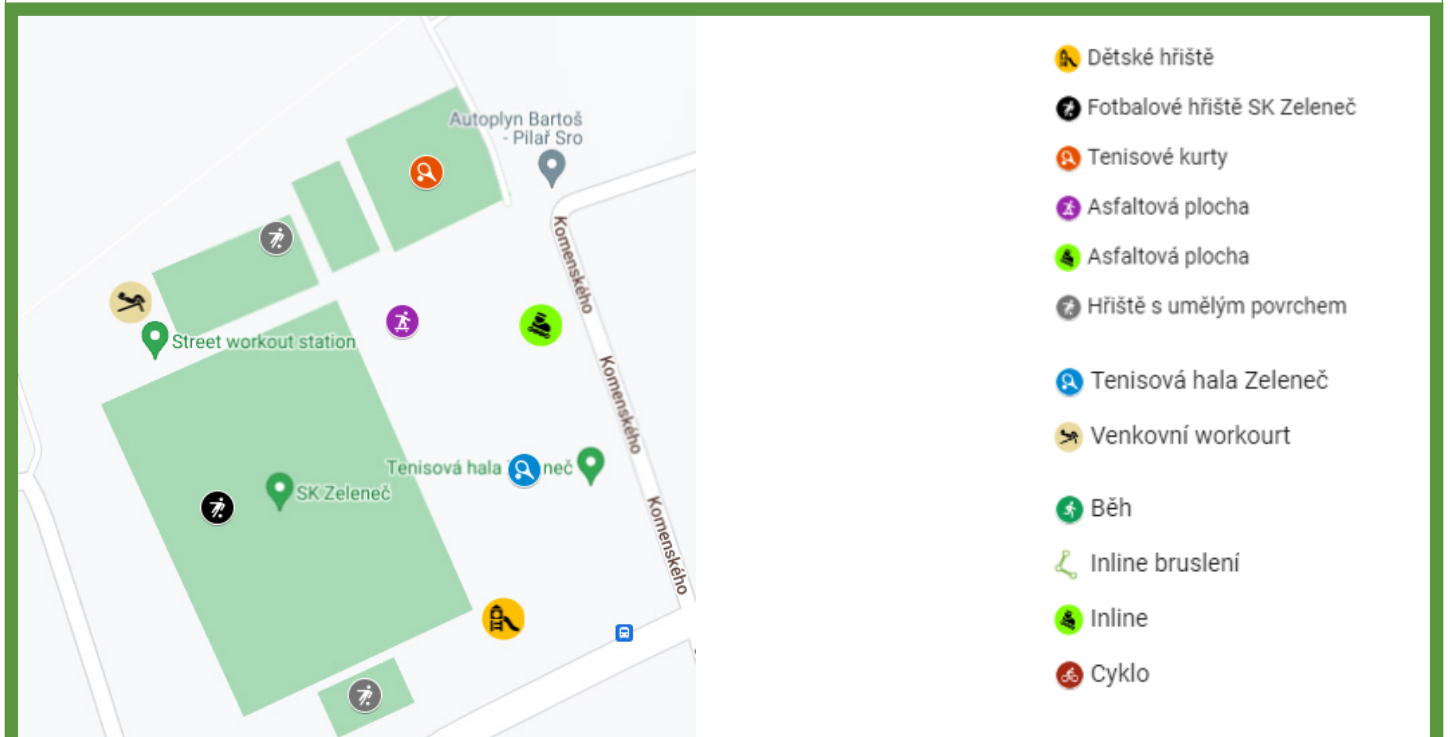 Autoplyn Bartoš
- Pilař Sro
Komenského
Street workout station
Komenského
Tenisová hala
neč
SK Zeleneč
Komenského
Dětské hřiště
Fotbalové hřiště SK Zeleneč
Tenisové kurty
Asfaltová plocha
Asfaltová plocha
Hřiště s umělým povrchem
Tenisová hala Zeleneč
Venkovní workourt
Běh
Inline bruslení
Inline
Cyklo